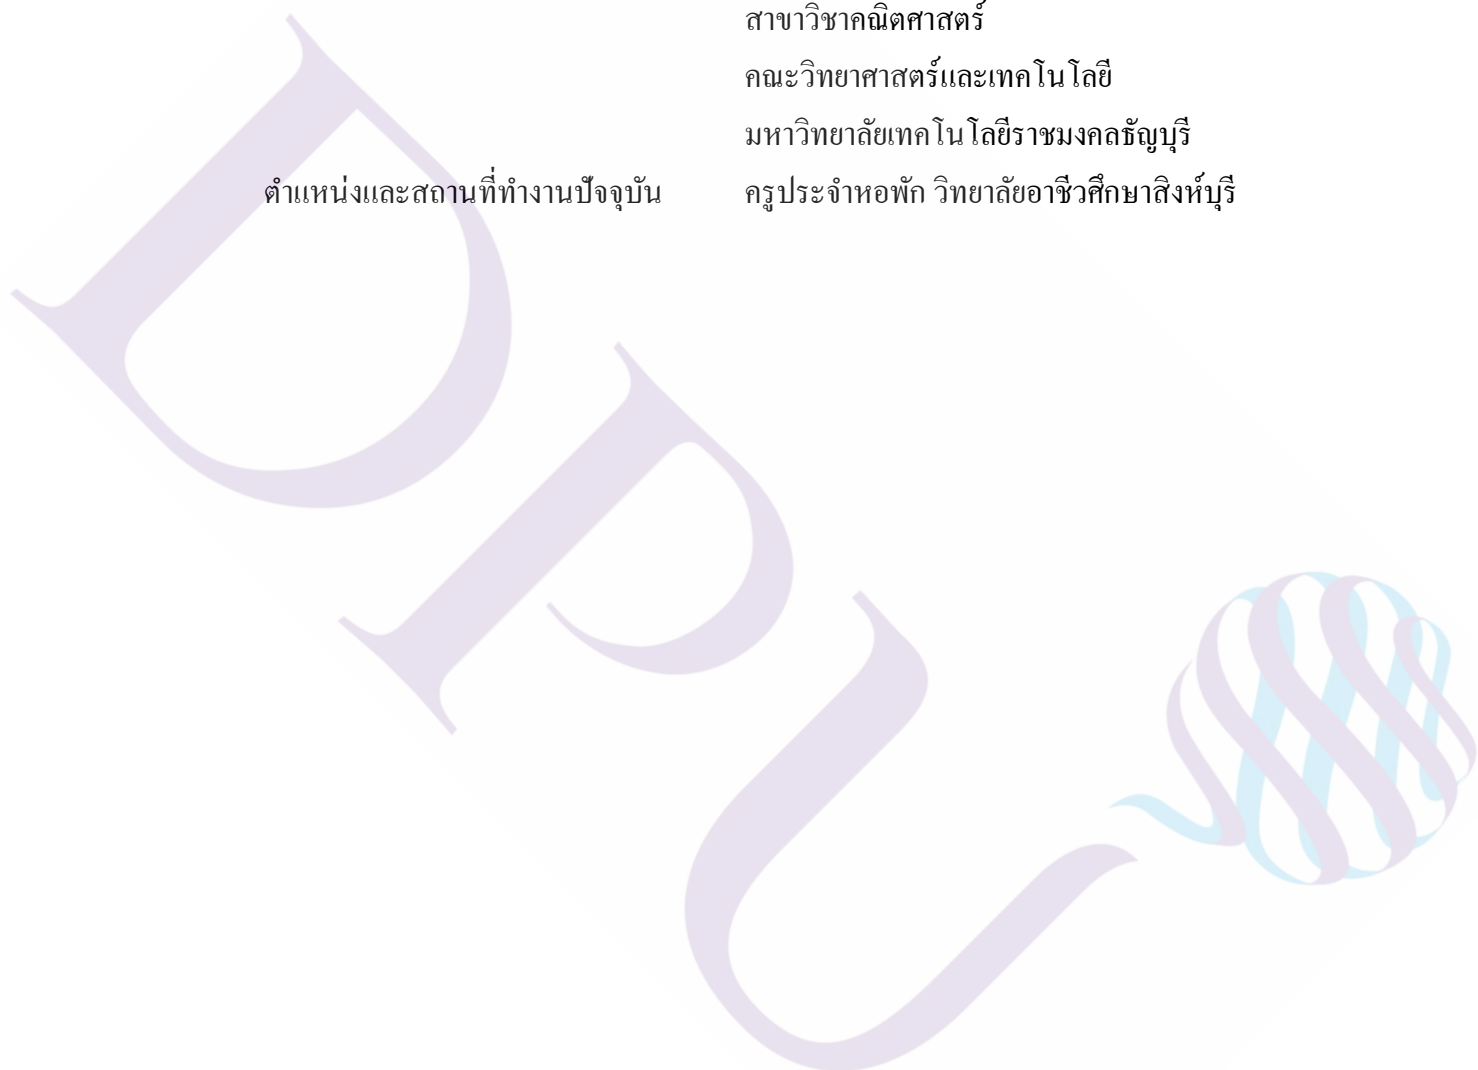 สาขาวิชาคณิตศาสตร์
คณะวิทยาศาสตร์และเทคโนโลยี
มหาวิทยาลัยเทคโนโลยีราชมงคลธัญบุรี
ตำแหน่งและสถานที่ทำงานปัจจุบัน ครูประจำหอพัก วิทยาลัยอาชีวศึกษาสิงห์บุรี
DPU